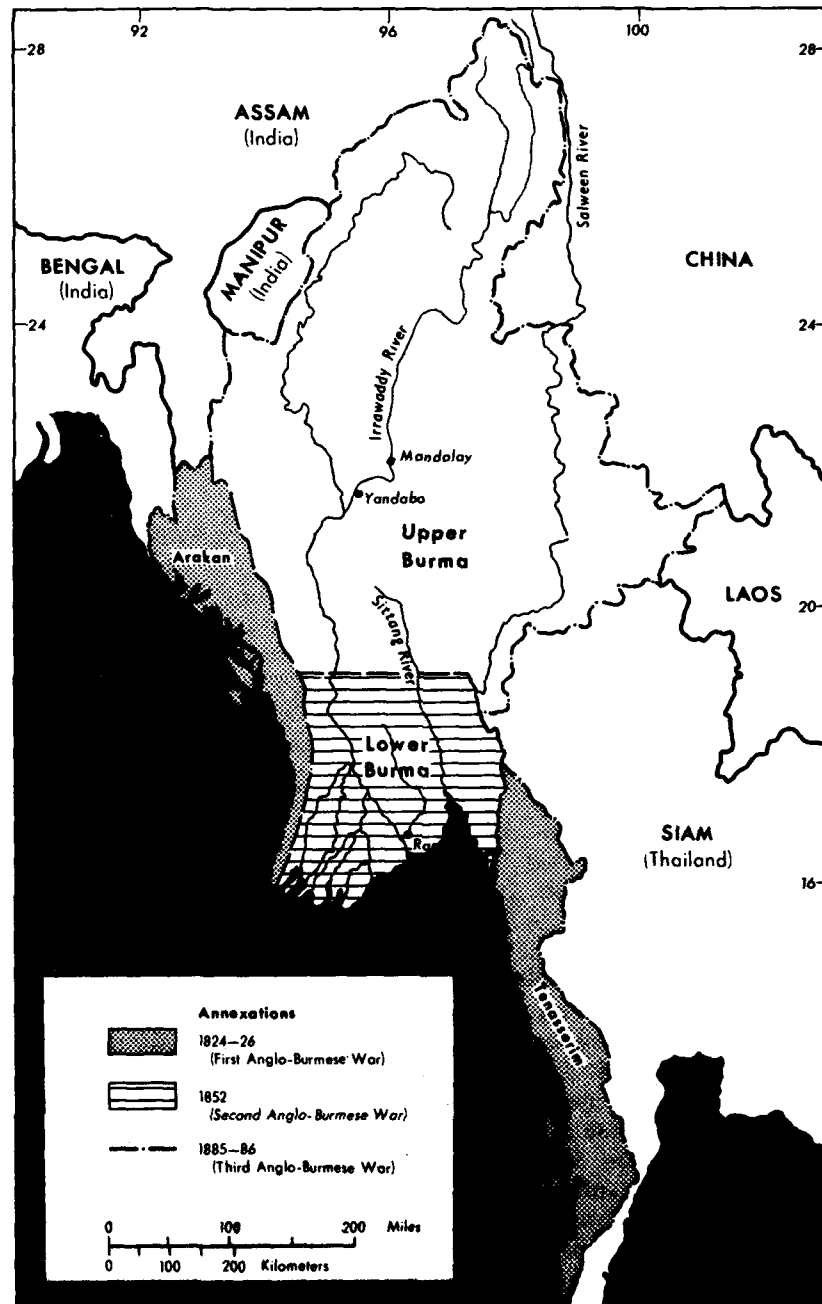 92
96
100
28
28
ASSAM
(India)
Salween River
MANIPUR
(India)
BENGAL
(India)
CHINA
24
24
Irrawaddy River
Mandalay
Yandabo
Upper
Burma
Arakan
LAOS
20
Sittang River
Lower
Burma
SIAM
(Thailand)
16
Tenasserim
Annexations
1824–26
(First Anglo-Burmese War)
1852
(Second Anglo-Burmese War)
1885–86
(Third Anglo-Burmese War)
0 100 200 Miles
0 100 200 Kilometers